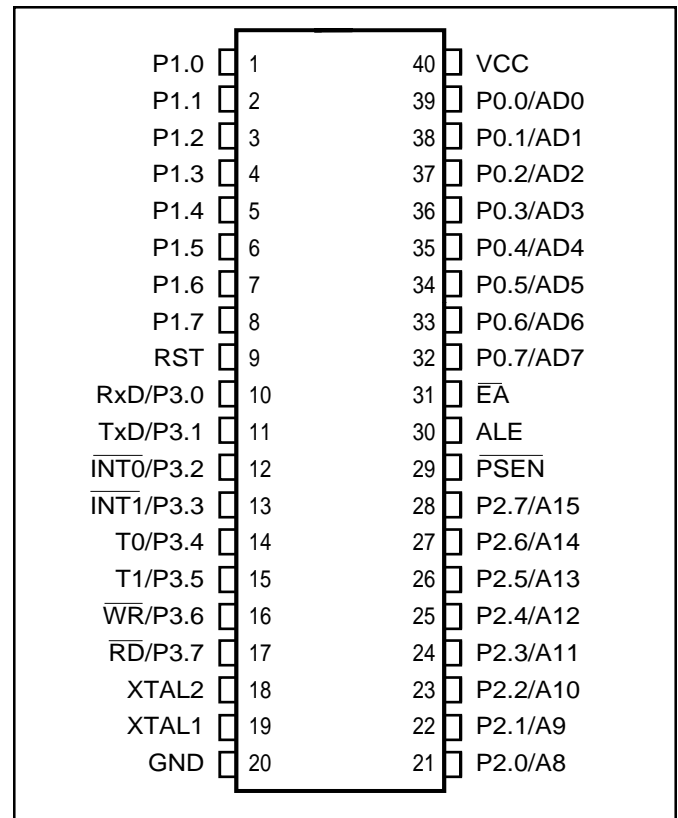 P1.0 1 40 VCC
P1.1 2 39 P0.0/AD0
P1.2 3 38 P0.1/AD1
P1.3 4 37 P0.2/AD2
P1.4 5 36 P0.3/AD3
P1.5 6 35 P0.4/AD4
P1.6 7 34 P0.5/AD5
P1.7 8 33 P0.6/AD6
RST 9 32 P0.7/AD7
RxD/P3.0 10 31 E̅A̅
TxD/P3.1 11 30 ALE
I̅N̅T̅0̅/P3.2 12 29 P̅S̅E̅N̅
I̅N̅T̅1̅/P3.3 13 28 P2.7/A15
T0/P3.4 14 27 P2.6/A14
T1/P3.5 15 26 P2.5/A13
W̅R̅/P3.6 16 25 P2.4/A12
R̅D̅/P3.7 17 24 P2.3/A11
XTAL2 18 23 P2.2/A10
XTAL1 19 22 P2.1/A9
GND 20 21 P2.0/A8